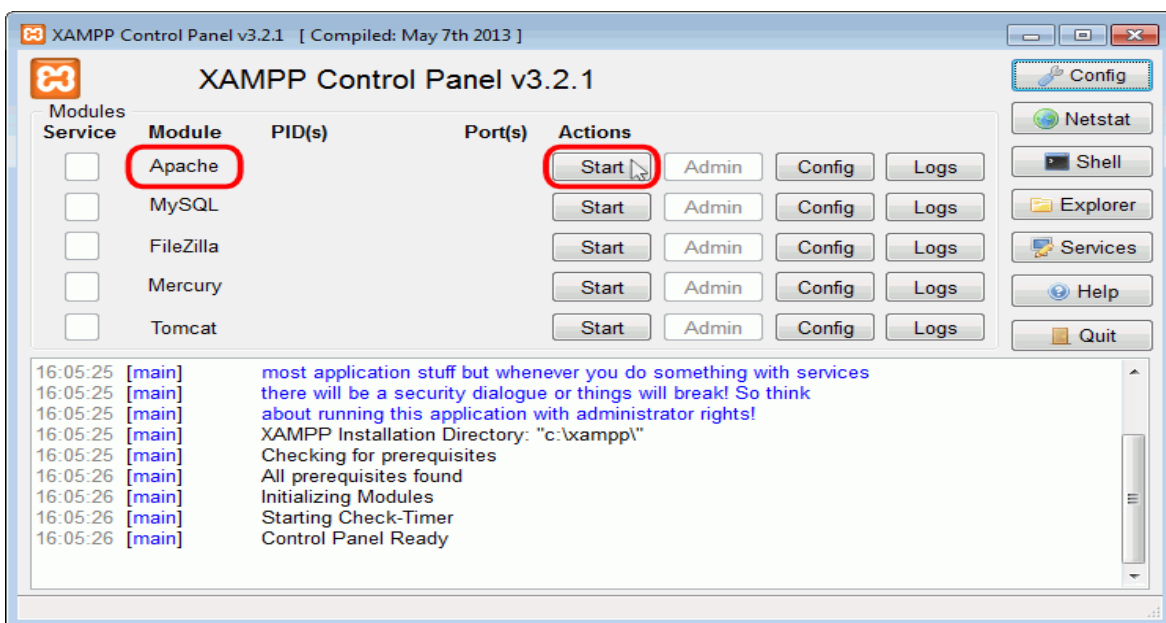 XAMPP Control Panel v3.2.1 [ Compiled: May 7th 2013 ]
XAMPP Control Panel v3.2.1
Config
Modules
Service Module PID(s) Port(s) Actions
Netstat
Apache Start Admin Config Logs
Shell
MySQL Start Admin Config Logs
Explorer
FileZilla Start Admin Config Logs
Services
Mercury Start Admin Config Logs
Help
Tomcat Start Admin Config Logs
Quit
16:05:25 [main] most application stuff but whenever you do something with services
16:05:25 [main] there will be a security dialogue or things will break! So think
16:05:25 [main] about running this application with administrator rights!
16:05:25 [main] XAMPP Installation Directory: "c:\xampp\"
16:05:25 [main] Checking for prerequisites
16:05:26 [main] All prerequisites found
16:05:26 [main] Initializing Modules
16:05:26 [main] Starting Check-Timer
16:05:26 [main] Control Panel Ready